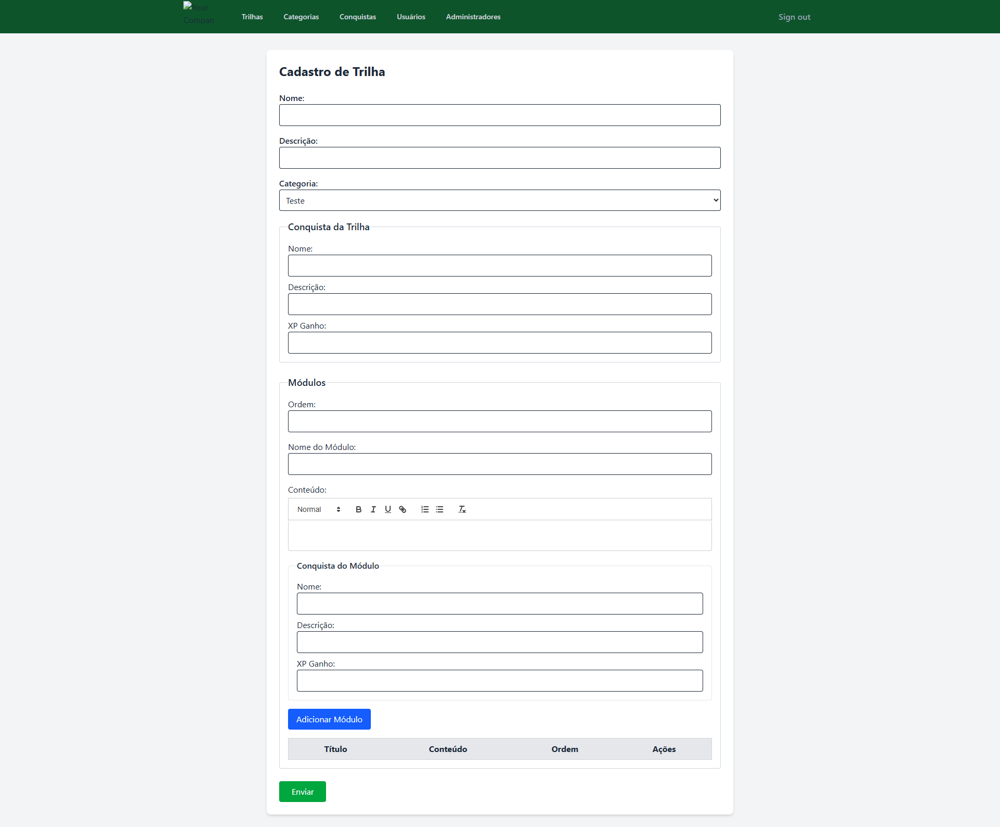 Your
Compan
Trilhas Categorias Conquistas Usuários Administradores Sign out
Cadastro de Trilha
Nome:
Descrição:
Categoria:
Teste
Conquista da Trilha
Nome:
Descrição:
XP Ganho:
Módulos
Ordem:
Nome do Módulo:
Conteúdo:
Normal
Conquista do Módulo
Nome:
Descrição:
XP Ganho:
Adicionar Módulo
Título Conteúdo Ordem Ações
Enviar